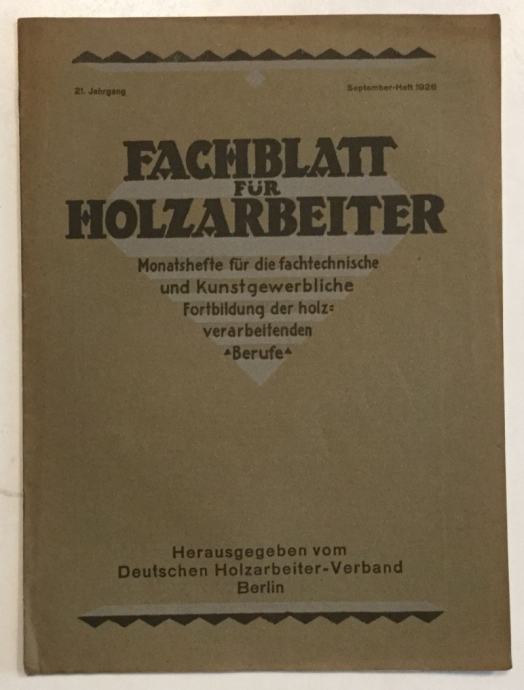 21. Jahrgang
September-Heft 1926
FACHBLATT
FÜR
HOLZARBEITER
Monatshefte für die fachtechnische
und Kunstgewerbliche
Fortbildung der holz=
verarbeitenden
Berufe
Herausgegeben vom
Deutschen Holzarbeiter-Verband
Berlin